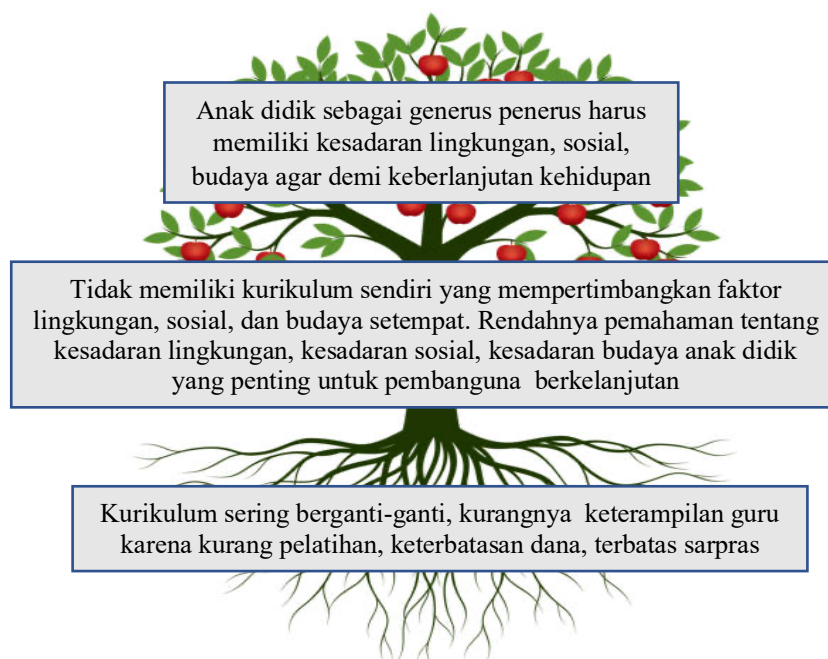 Anak didik sebagai generus penerus harus
memiliki kesadaran lingkungan, sosial,
budaya agar demi keberlanjutan kehidupan
Tidak memiliki kurikulum sendiri yang mempertimbangkan faktor
lingkungan, sosial, dan budaya setempat. Rendahnya pemahaman tentang
kesadaran lingkungan, kesadaran sosial, kesadaran budaya anak didik
yang penting untuk pembanguna berkelanjutan
Kurikulum sering berganti-ganti, kurangnya keterampilan guru
karena kurang pelatihan, keterbatasan dana, terbatas sarpras